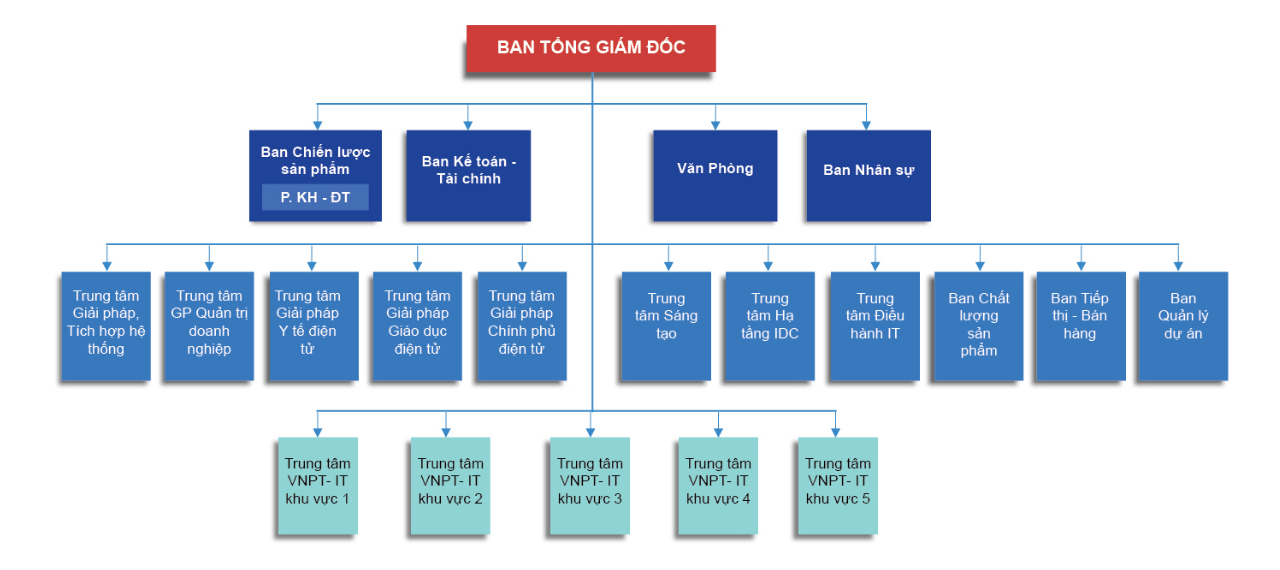 BAN TỔNG GIÁM ĐỐC
Ban Chiến lược
sản phẩm
P. KH - ĐT
Ban Kế toán -
Tài chính
Văn Phòng
Ban Nhân sự
Trung tâm
Giải pháp,
Tích hợp hệ
thống
Trung tâm
GP Quản trị
doanh
nghiệp
Trung tâm
Giải pháp
Y tế điện
tử
Trung tâm
Giải pháp
Giáo dục
điện tử
Trung tâm
Giải pháp
Chính phủ
điện tử
Trung
tâm Sáng
tạo
Trung
tâm Hạ
tầng IDC
Trung
tâm Điều
hành IT
Ban Chất
lượng
sản
phẩm
Ban Tiếp
thị - Bán
hàng
Ban
Quản lý
dự án
Trung tâm
VNPT- IT
khu vực 1
Trung tâm
VNPT- IT
khu vực 2
Trung tâm
VNPT- IT
khu vực 3
Trung tâm
VNPT- IT
khu vực 4
Trung tâm
VNPT- IT
khu vực 5